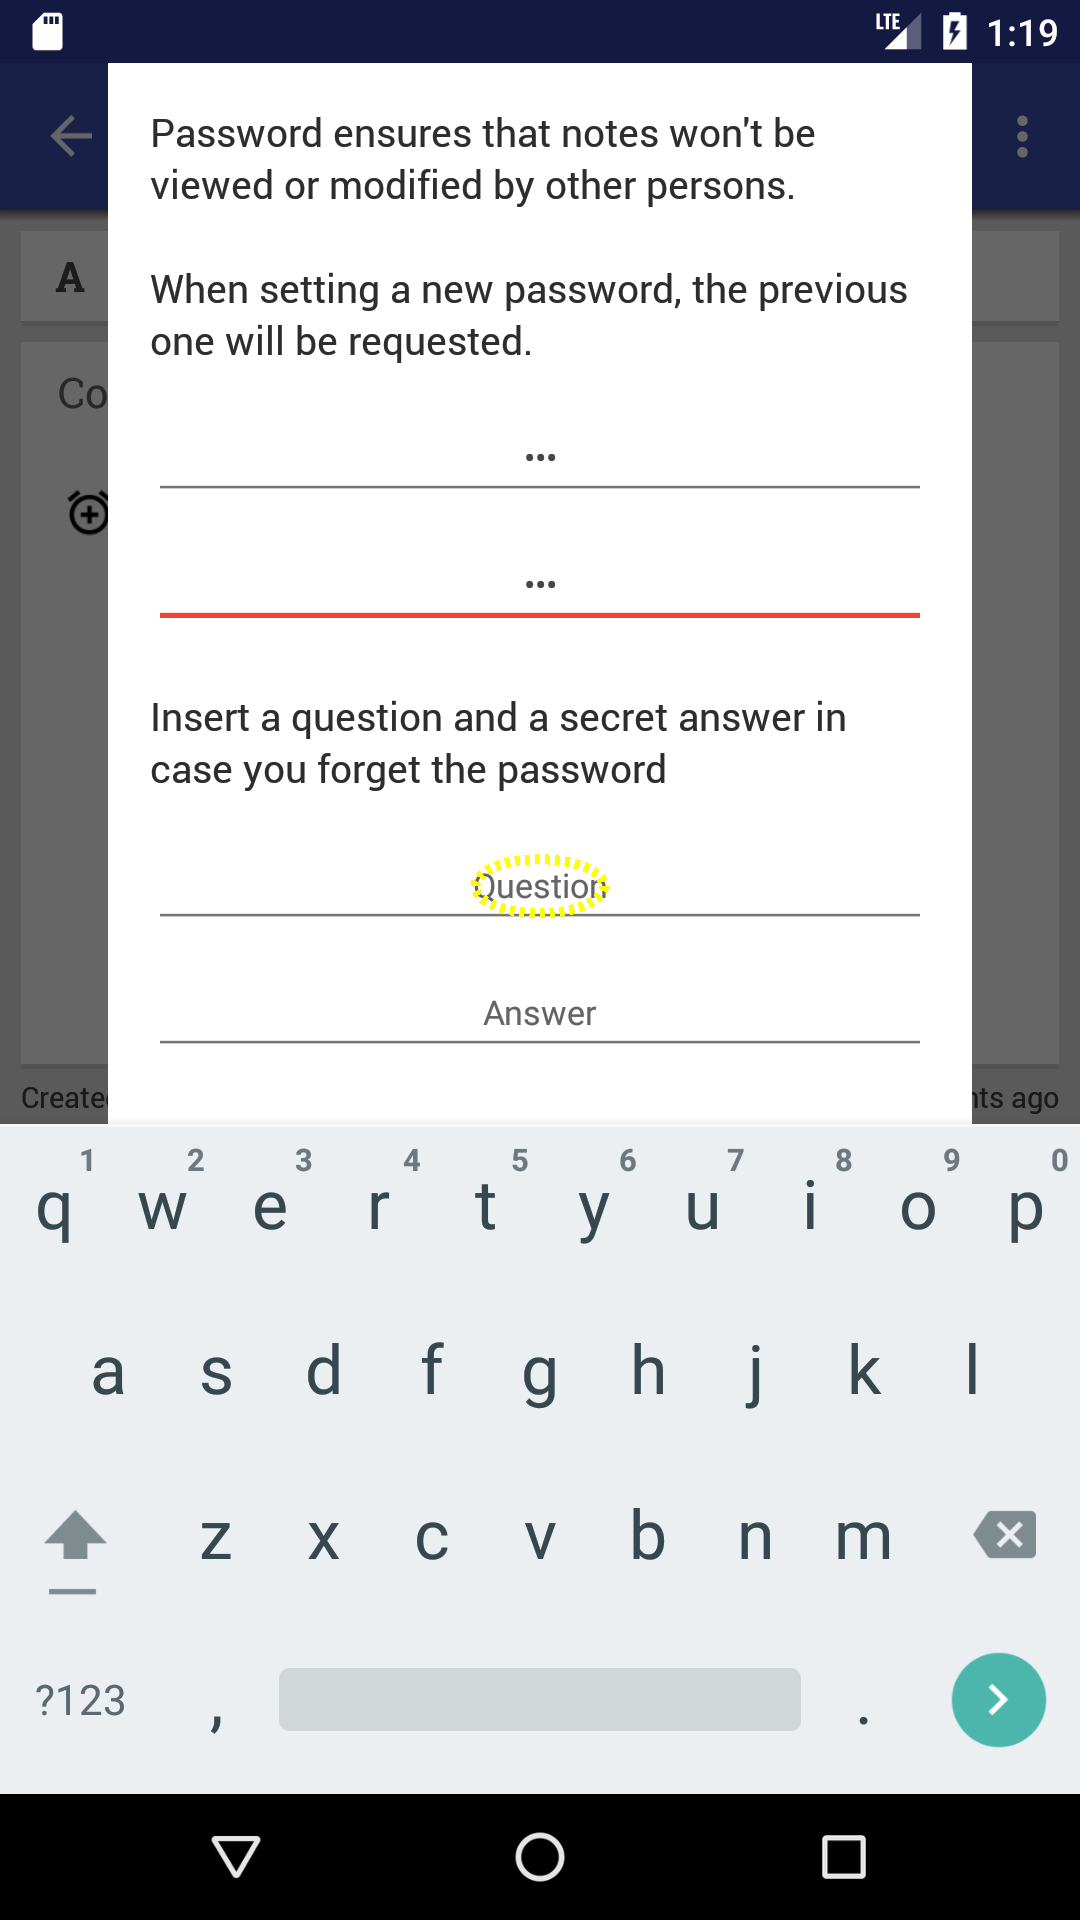 LTE 1:19
Password ensures that notes won't be
viewed or modified by other persons.
When setting a new password, the previous
one will be requested.
A
Co
•••
•••
Insert a question and a secret answer in
case you forget the password
Question
Answer
Create
nts ago
1 2 3 4 5 6 7 8 9 0
q w e r t y u i o p
a s d f g h j k l
z x c v b n m
?123 , .